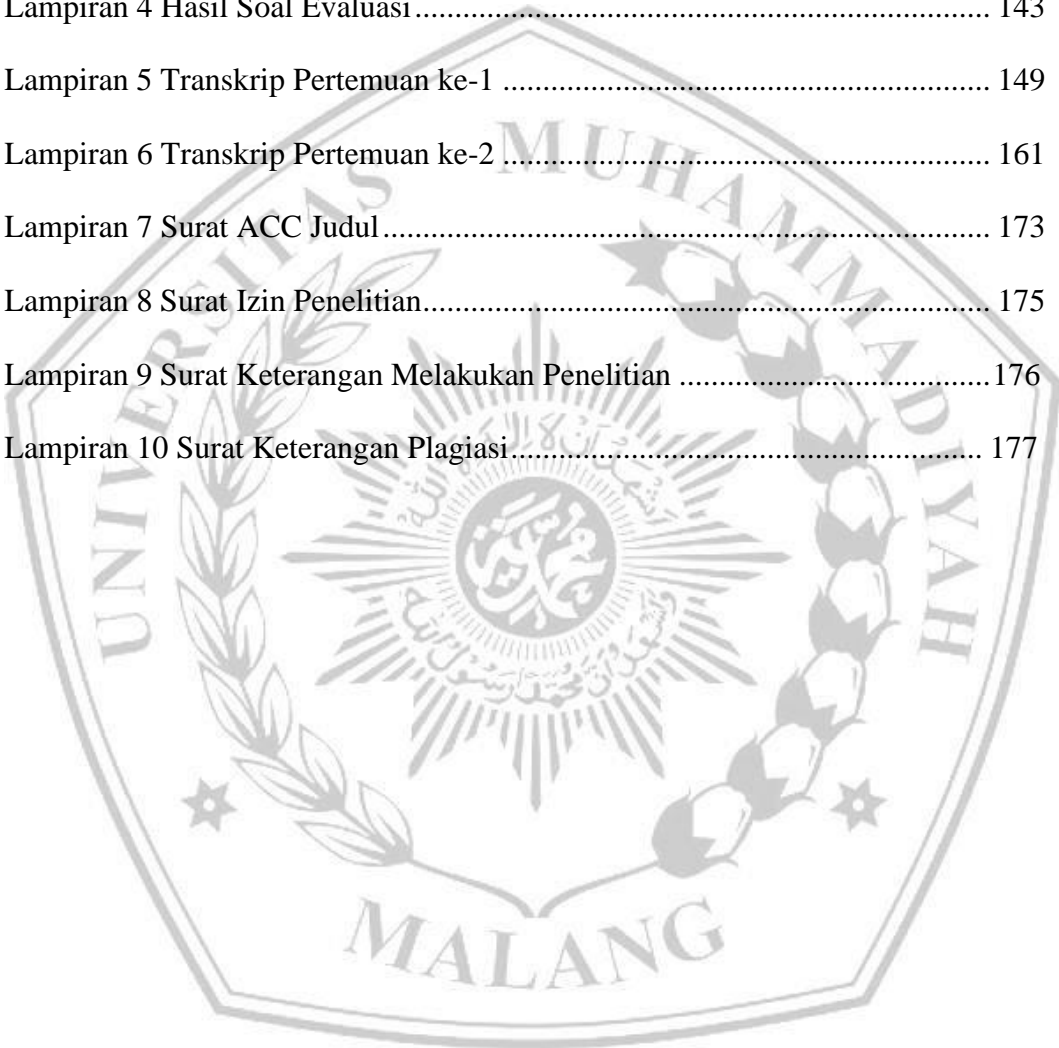 Lampiran 4 Hasil Soal Evaluasi........................................................................ 143
Lampiran 5 Transkrip Pertemuan ke-1 ............................................................. 149
Lampiran 6 Transkrip Pertemuan ke-2 ............................................................. 161
Lampiran 7 Surat ACC Judul............................................................................ 173
Lampiran 8 Surat Izin Penelitian....................................................................... 175
Lampiran 9 Surat Keterangan Melakukan Penelitian .......................................176
Lampiran 10 Surat Keterangan Plagiasi........................................................... 177
UNIVERSITAS MUHAMMADIYAH
MALANG